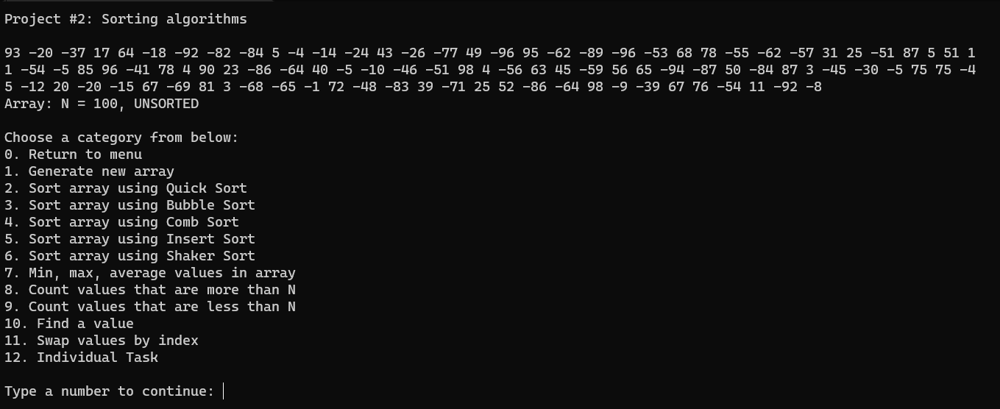 Project #2: Sorting algorithms
93 -20 -37 17 64 -18 -92 -82 -84 5 -4 -14 -24 43 -26 -77 49 -96 95 -62 -89 -96 -53 68 78 -55 -62 -57 31 25 -51 87 5 51 1
1 -54 -5 85 96 -41 78 4 90 23 -86 -64 40 -5 -10 -46 -51 98 4 -56 63 45 -59 56 65 -94 -87 50 -84 87 3 -45 -30 -5 75 75 -4
5 -12 20 -20 -15 67 -69 81 3 -68 -65 -1 72 -48 -83 39 -71 25 52 -86 -64 98 -9 -39 67 76 -54 11 -92 -8
Array: N = 100, UNSORTED
Choose a category from below:
0. Return to menu
1. Generate new array
2. Sort array using Quick Sort
3. Sort array using Bubble Sort
4. Sort array using Comb Sort
5. Sort array using Insert Sort
6. Sort array using Shaker Sort
7. Min, max, average values in array
8. Count values that are more than N
9. Count values that are less than N
10. Find a value
11. Swap values by index
12. Individual Task
Type a number to continue: